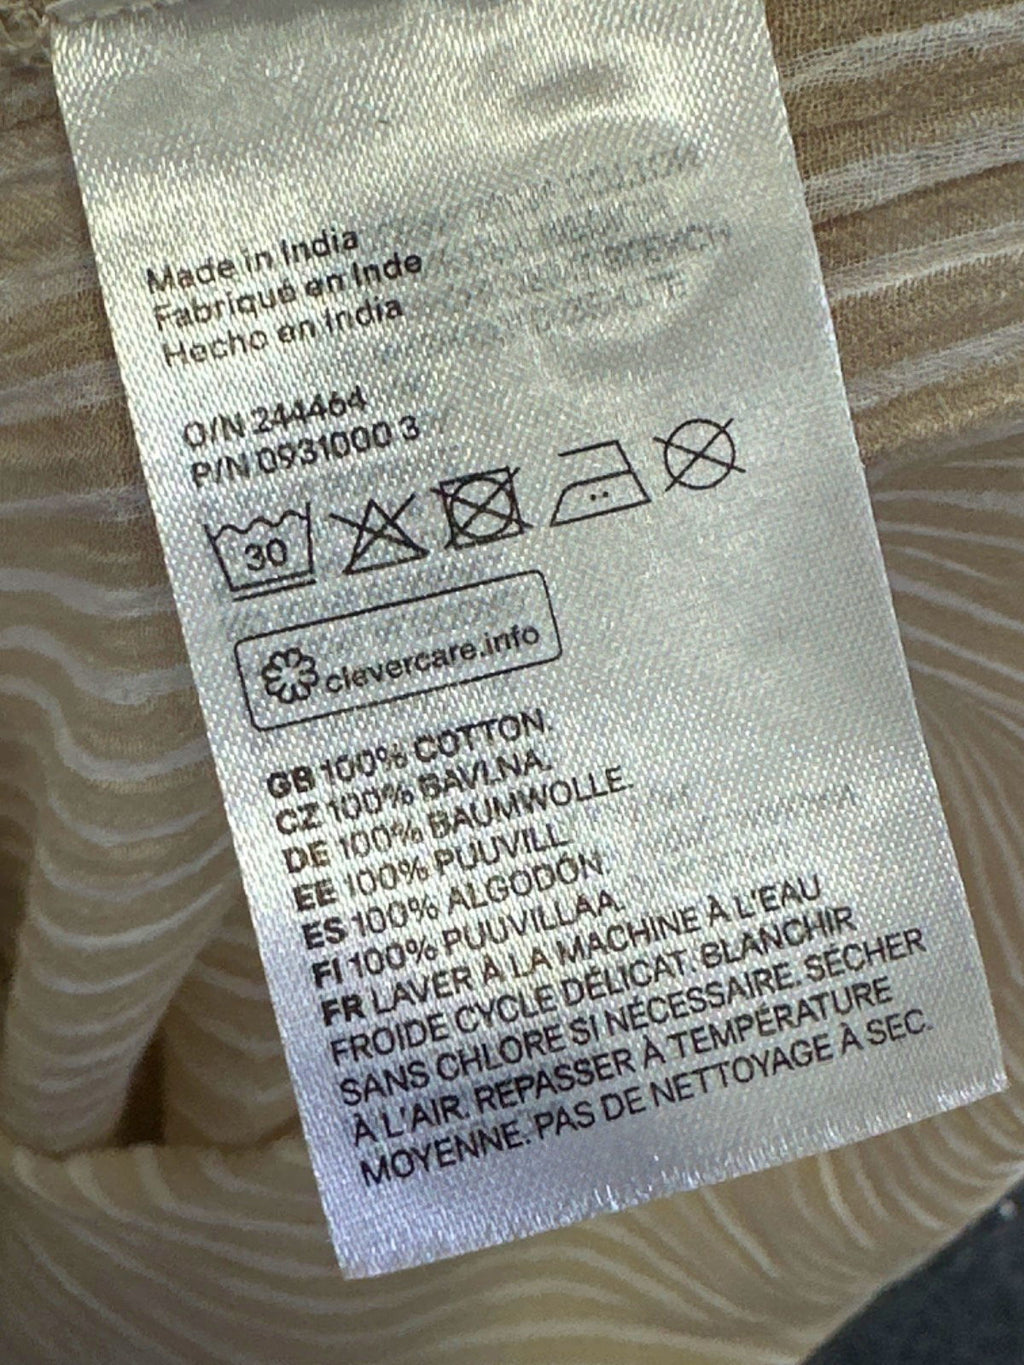 Made in India
Fabriqué en Inde
Hecho en India
O/N 244464
P/N 0931000 3
30
clevercare.info
GB 100% COTTON.
CZ 100% BAVLNA.
DE 100% BAUMWOLLE.
EE 100% PUUVILL
ES 100% ALGODÓN.
FI 100% PUUVILLAA.
FR LAVER À LA MACHINE À L'EAU
FROIDE CYCLE DÉLICAT. BLANCHIR
SANS CHLORE SI NÉCESSAIRE. SÉCHER
À L'AIR. REPASSER À TEMPÉRATURE
MOYENNE. PAS DE NETTOYAGE À SEC.